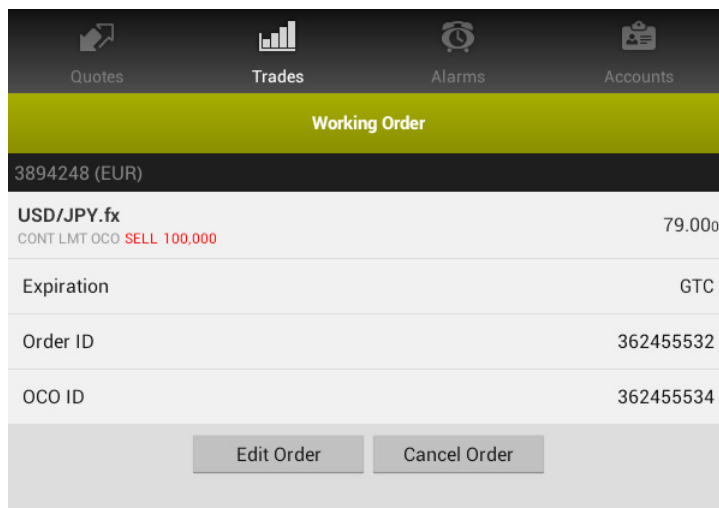 Quotes Trades Alarms Accounts
Working Order
3894248 (EUR)
USD/JPY.fx 79.000
CONT LMT OCO SELL 100,000
Expiration GTC
Order ID 362455532
OCO ID 362455534
Edit Order Cancel Order